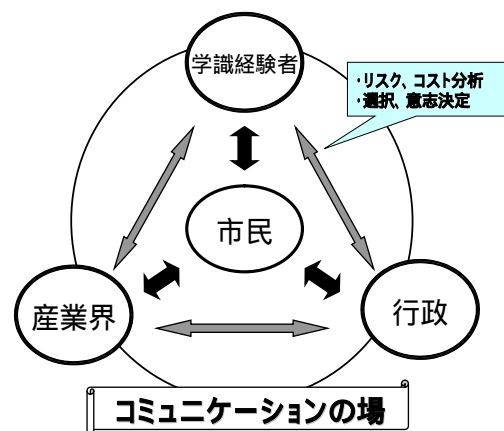 学識経験者
・リスク、コスト分析
・選択、意志決定
市民
産業界
行政
コミュニケーションの場